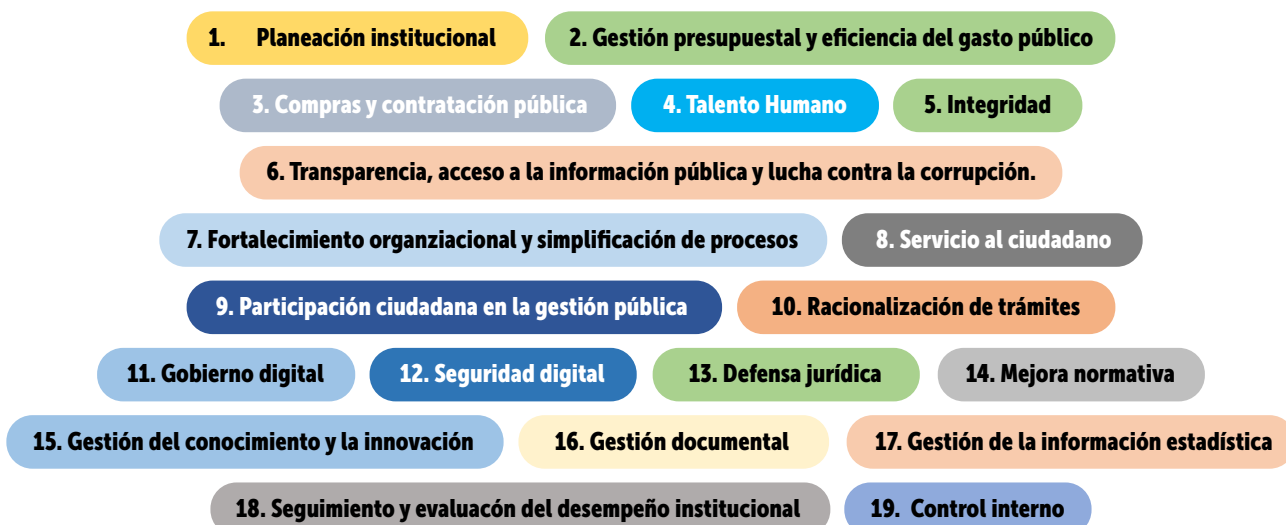 1. Planeación institucional
2. Gestión presupuestal y eficiencia del gasto público
3. Compras y contratación pública
4. Talento Humano
5. Integridad
6. Transparencia, acceso a la información pública y lucha contra la corrupción.
7. Fortalecimiento organziacional y simplificación de procesos
8. Servicio al ciudadano
9. Participación ciudadana en la gestión pública
10. Racionalización de trámites
11. Gobierno digital
12. Seguridad digital
13. Defensa jurídica
14. Mejora normativa
15. Gestión del conocimiento y la innovación
16. Gestión documental
17. Gestión de la información estadística
18. Seguimiento y evaluacón del desempeño institucional
19. Control interno